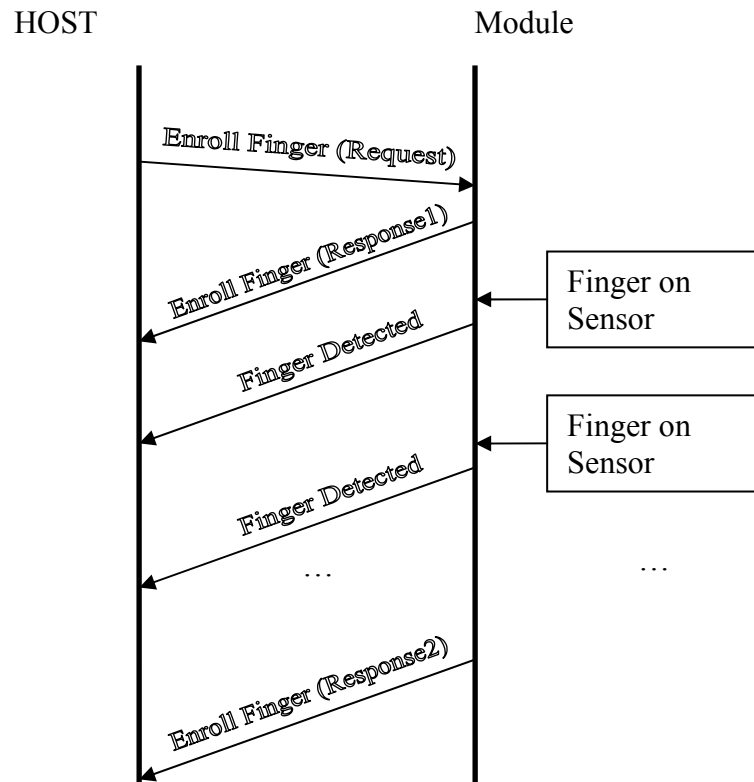 HOST
Module
Enroll Finger (Request)
Enroll Finger (Response1)
Finger on
Sensor
Finger Detected
Finger on
Sensor
Finger Detected
...
...
Enroll Finger (Response2)